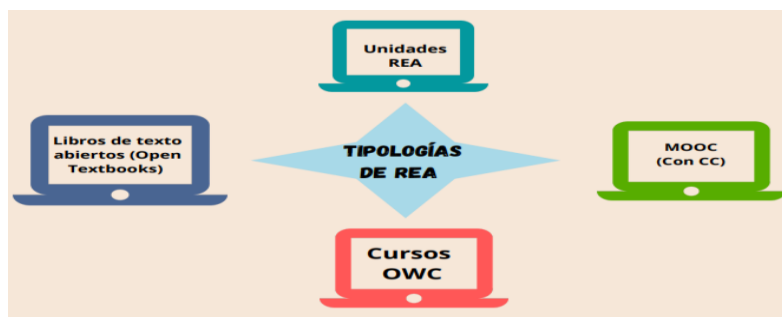 Unidades
REA
Libros de texto
abiertos (Open
Textbooks)
TIPOLOGÍAS
DE REA
MOOC
(Con CC)
Cursos
OWC